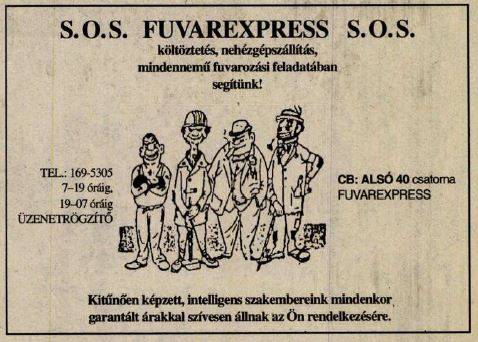 S.O.S. FUVAREXPRESS S.O.S.
költöztetés, nehézgépszállítás,
mindennemű fuvarozási feladatában
segítünk!
TEL.: 169-5305
7–19 óráig,
19–07 óráig
ÜZENETRÖGZÍTŐ
CB: ALSÓ 40 csatorna
FUVAREXPRESS
Kitűnően képzett, intelligens szakembereink mindenkor
garantált árakkal szívesen állnak az Ön rendelkezésére.